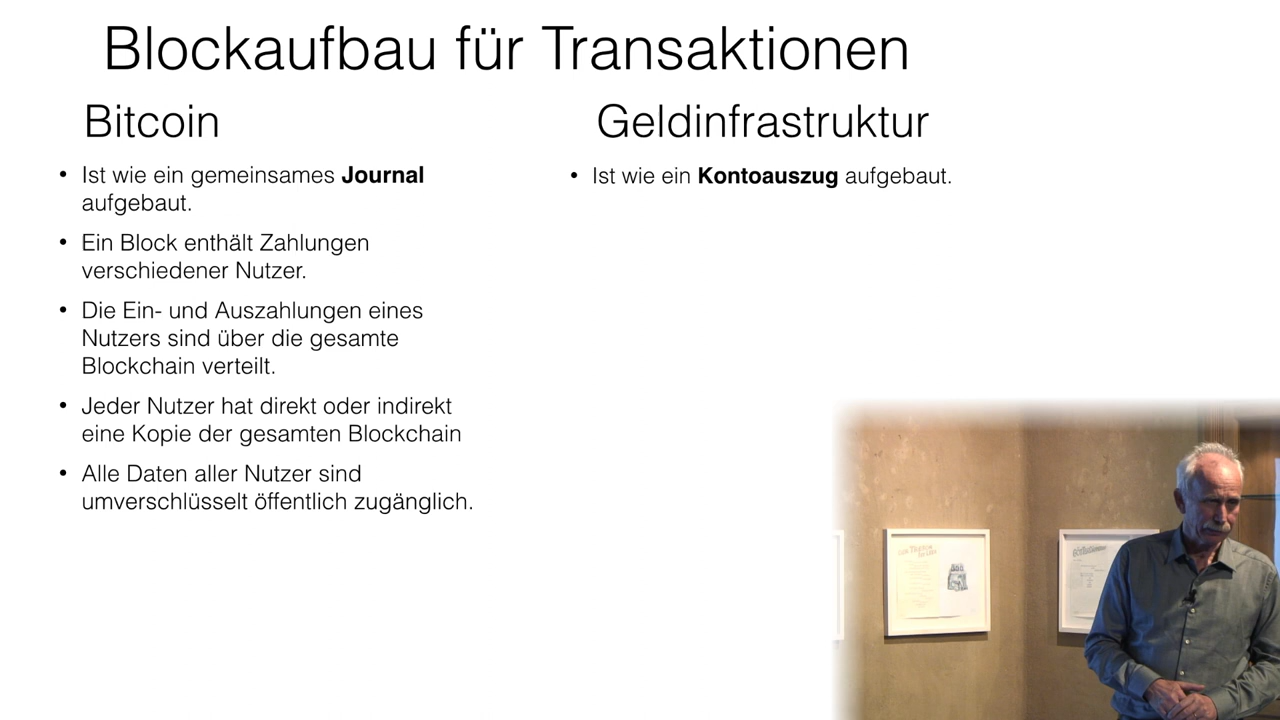 Blockaufbau für Transaktionen
Bitcoin
• Ist wie ein gemeinsames Journal
aufgebaut.
• Ein Block enthält Zahlungen
verschiedener Nutzer.
• Die Ein- und Auszahlungen eines
Nutzers sind über die gesamte
Blockchain verteilt.
• Jeder Nutzer hat direkt oder indirekt
eine Kopie der gesamten Blockchain
• Alle Daten aller Nutzer sind
umverschlüsselt öffentlich zugänglich.
Geldinfrastruktur
• Ist wie ein Kontoauszug aufgebaut.